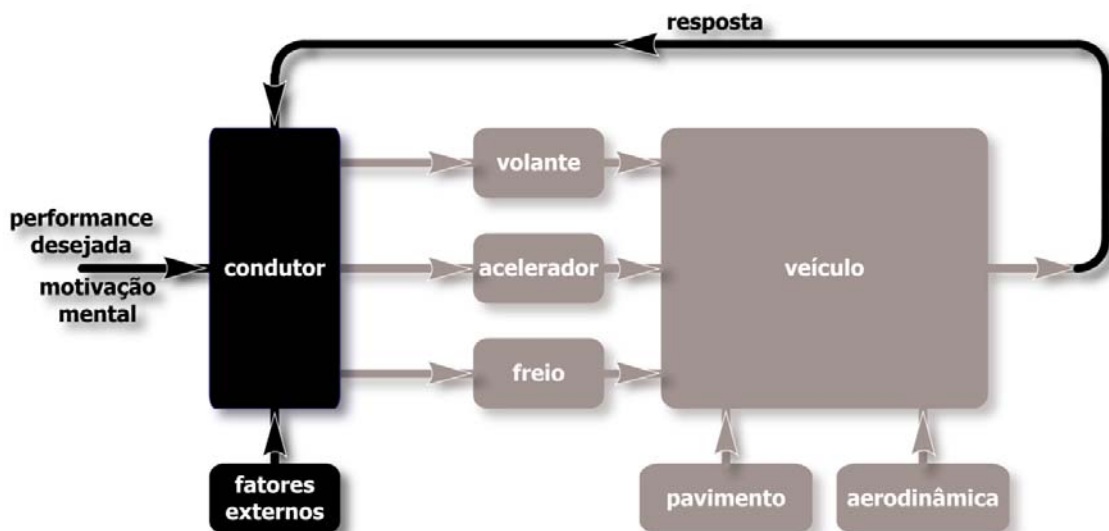 resposta
volante
performance
desejada
condutor
acelerador
veículo
motivação
mental
freio
fatores
externos
pavimento
aerodinâmica